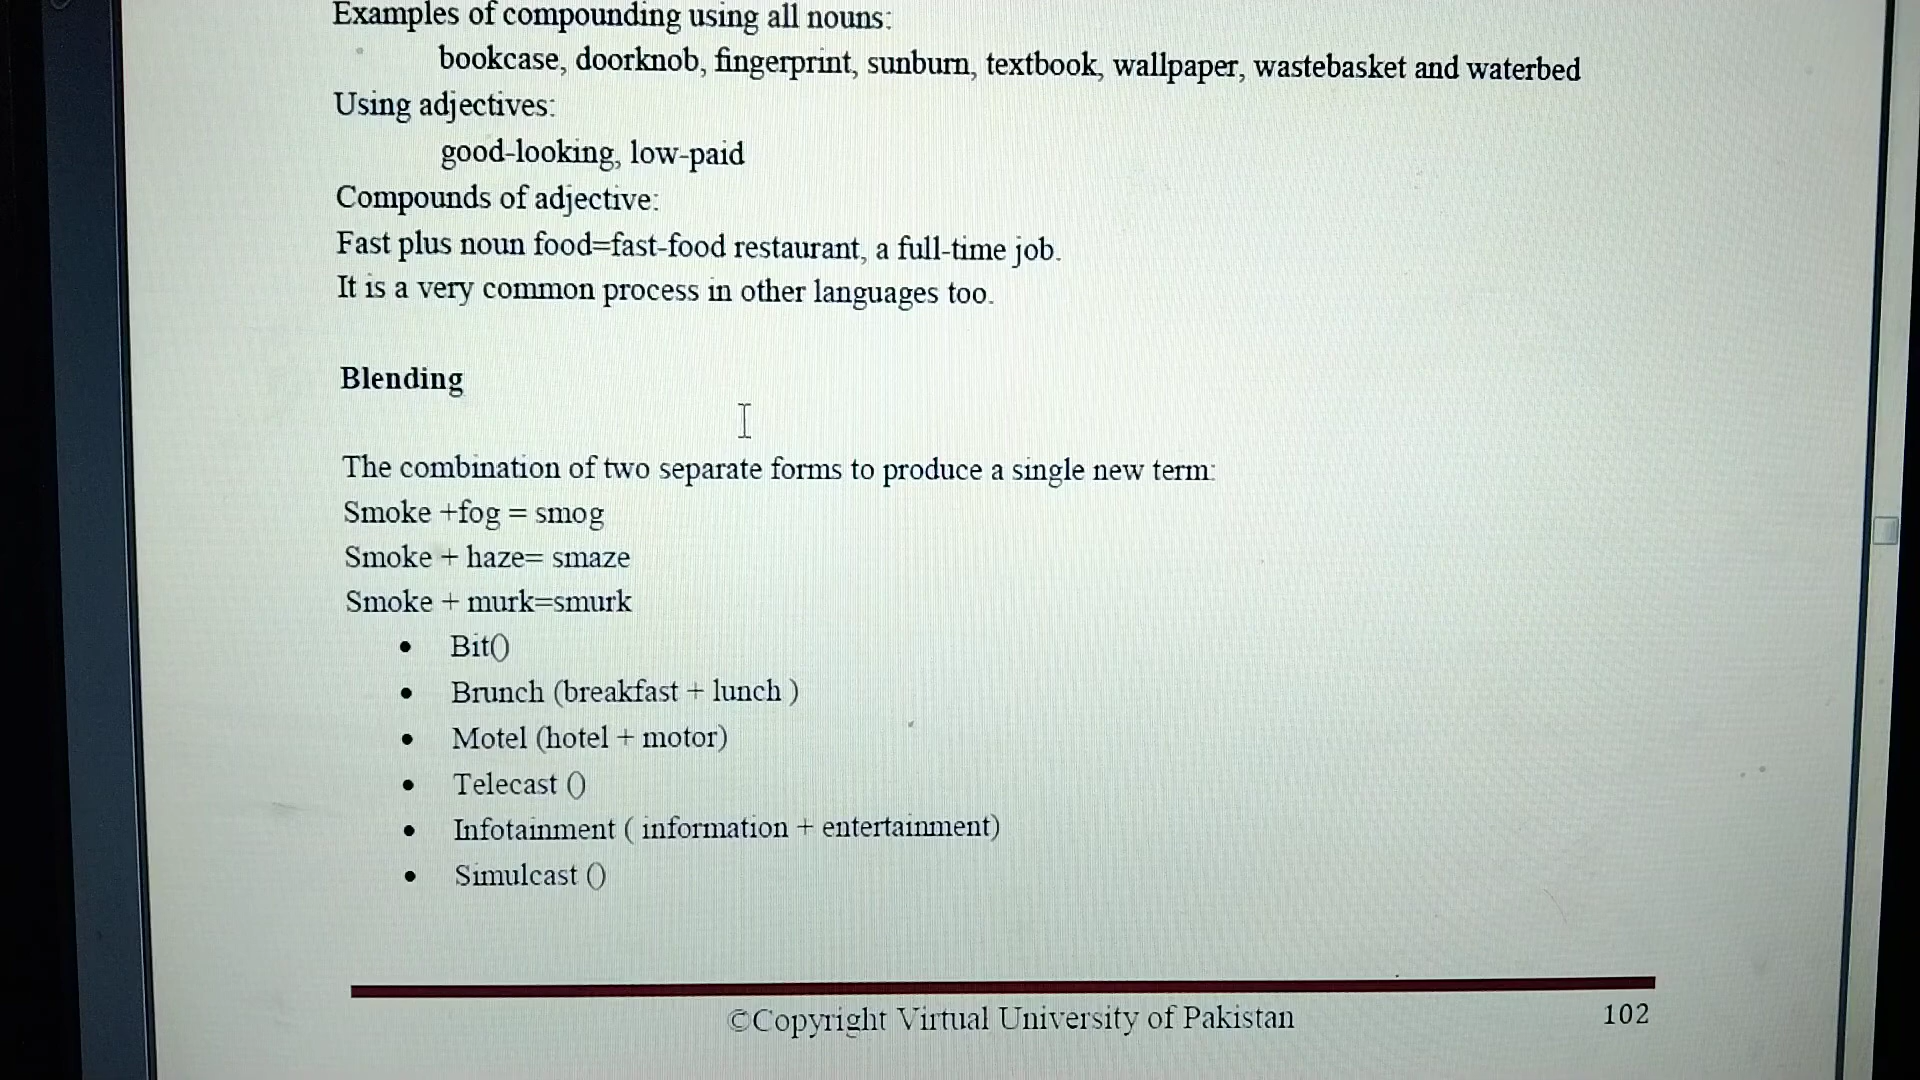 Examples of compounding using all nouns:
bookcase, doorknob, fingerprint, sunburn, textbook, wallpaper, wastebasket and waterbed
Using adjectives:
good-looking, low-paid
Compounds of adjective:
Fast plus noun food=fast-food restaurant, a full-time job.
It is a very common process in other languages too.
Blending
The combination of two separate forms to produce a single new term:
Smoke +fog = smog
Smoke + haze= smaze
Smoke + murk=smurk
• Bit()
• Brunch (breakfast + lunch )
• Motel (hotel + motor)
• Telecast ()
• Infotainment ( information + entertainment)
• Simulcast ()
©Copyright Virtual University of Pakistan 102